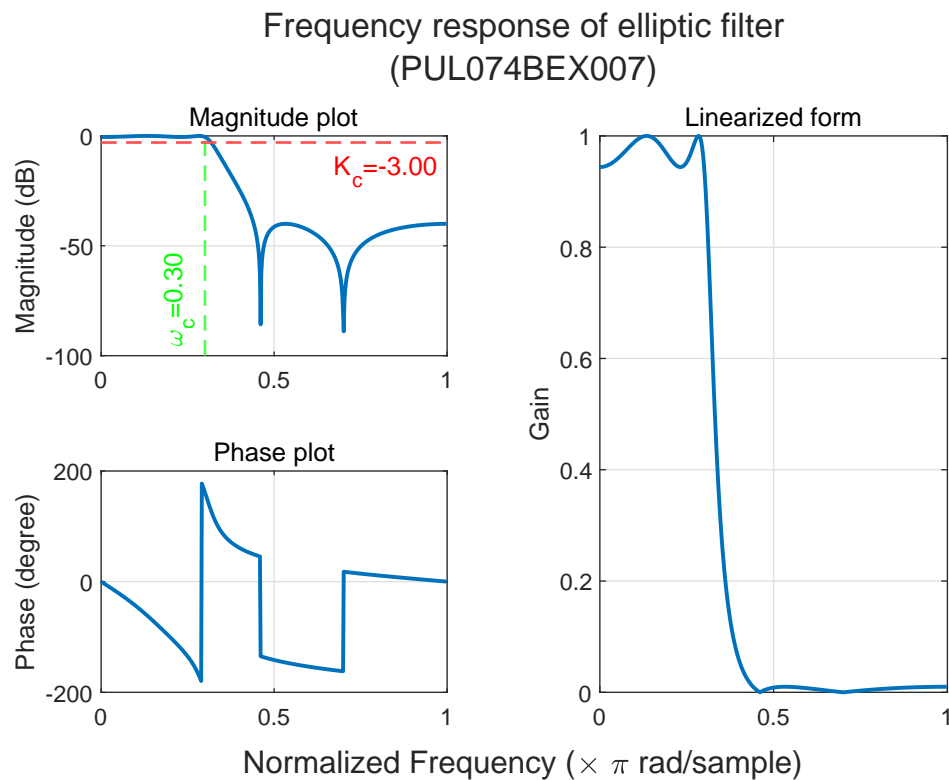 Frequency response of elliptic filter
(PUL074BEX007)
Magnitude plot
Magnitude (dB)
0
-50
-100
0
0.5
1
K_c=-3.00
ω_c=0.30
Phase plot
Phase (degree)
200
0
-200
0
0.5
1
Linearized form
Gain
1
0.8
0.6
0.4
0.2
0
0
0.5
1
Normalized Frequency (× π rad/sample)